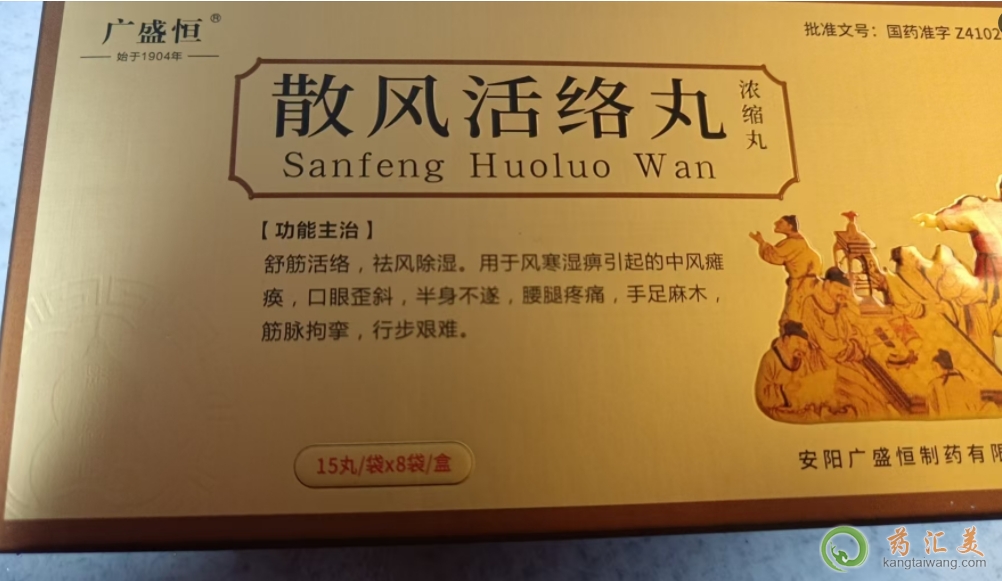 广盛恒®
始于1904年
批准文号：国药准字 Z4102
散风活络丸
浓缩丸
Sanfeng Huoluo Wan
【功能主治】
舒筋活络，祛风除湿。用于风寒湿痹引起的中风瘫
痪，口眼歪斜，半身不遂，腰腿疼痛，手足麻木，
筋脉拘挛，行步艰难。
15丸/袋x8袋/盒
安阳广盛恒制药有限
药汇美
kangtaiwang.com